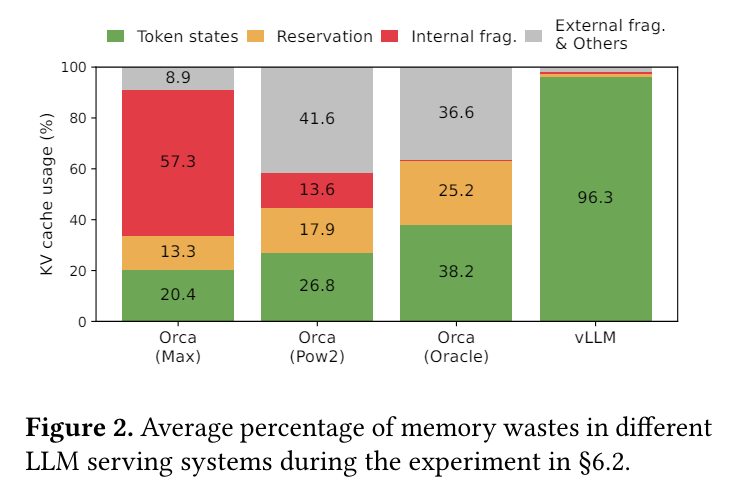 Token states
Reservation
Internal frag.
External frag.
& Others
KV cache usage (%)
100
80
60
40
20
0
8.9
57.3
13.3
20.4
41.6
13.6
17.9
26.8
36.6
25.2
38.2
96.3
Orca
(Max)
Orca
(Pow2)
Orca
(Oracle)
vLLM
Figure 2. Average percentage of memory wastes in different
LLM serving systems during the experiment in §6.2.